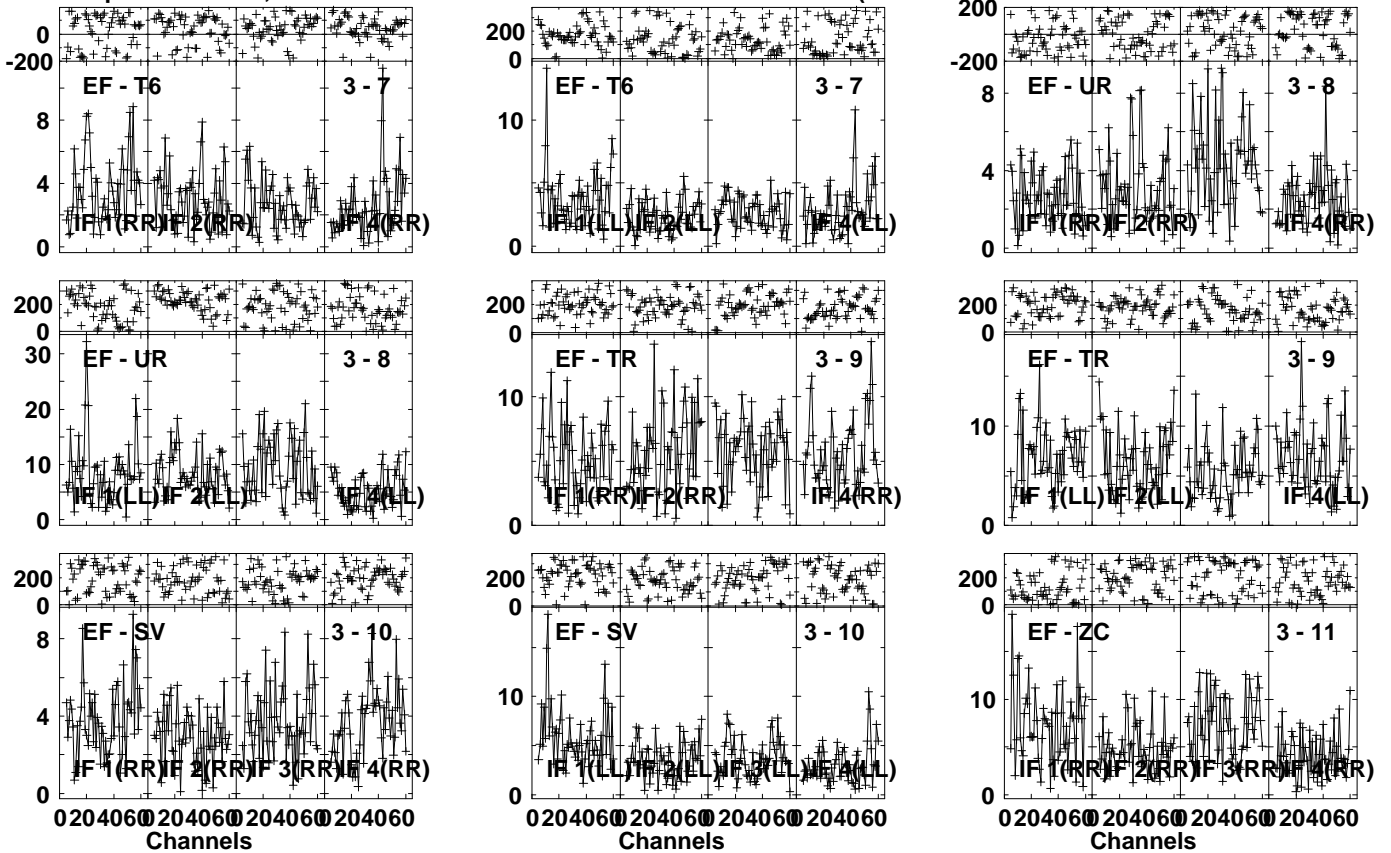 0
-200
EF - T6 3 - 7
8
4
0
IF 1(RR) IF 2(RR) IF 4(RR)
200
0
EF - T6 3 - 7
10
0
IF 1(LL) IF 2(LL) IF 4(LL)
200
0
-200
EF - UR 3 - 8
8
4
0
IF 1(RR) IF 2(RR) IF 4(RR)
200
0
EF - UR 3 - 8
30
20
10
0
IF 1(LL) IF 2(LL) IF 4(LL)
200
0
EF - TR 3 - 9
10
0
IF 1(RR) IF 2(RR) IF 4(RR)
200
0
EF - TR 3 - 9
10
0
IF 1(LL) IF 2(LL) IF 4(LL)
200
0
EF - SV 3 - 10
8
4
0
IF 1(RR) IF 2(RR) IF 3(RR) IF 4(RR)
0 20 40 60 0 20 40 60 0 20 40 60 0 20 40 60
Channels
200
0
EF - SV 3 - 10
10
0
IF 1(LL) IF 2(LL) IF 3(LL) IF 4(LL)
0 20 40 60 0 20 40 60 0 20 40 60 0 20 40 60
Channels
200
0
EF - ZC 3 - 11
10
0
IF 1(RR) IF 2(RR) IF 3(RR) IF 4(RR)
0 20 40 60 0 20 40 60 0 20 40 60 0 20 40 60
Channels